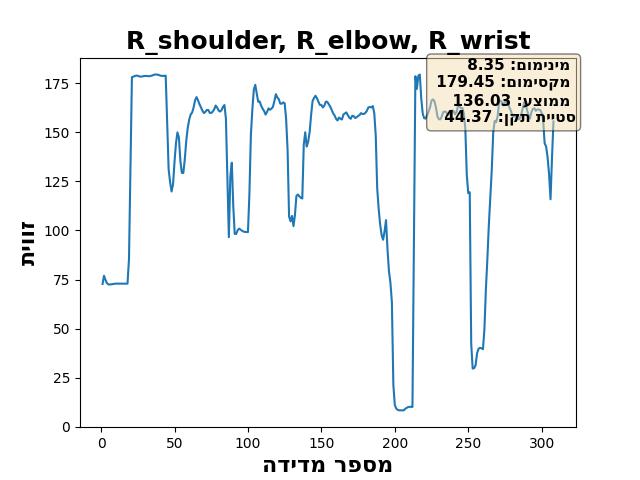 R_shoulder, R_elbow, R_wrist
מינימום: 8.35
מקסימום: 179.45
ממוצע: 136.03
סטיית תקן: 44.37
זווית
175
150
125
100
75
50
25
0
0 50 100 150 200 250 300
מספר מדידה